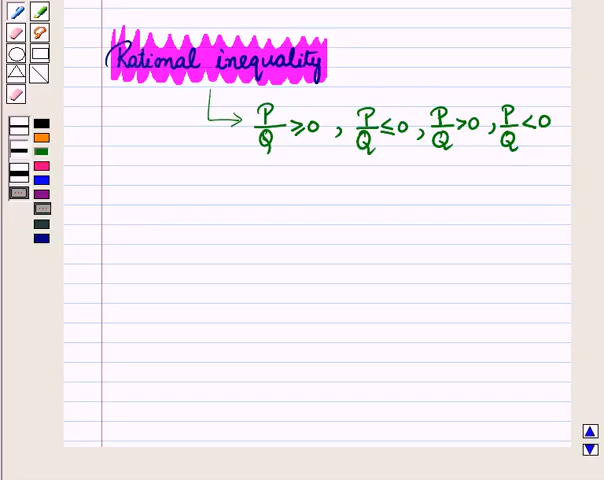 Rational inequality
P/Q ≥ 0 , P/Q ≤ 0 , P/Q > 0 , P/Q < 0